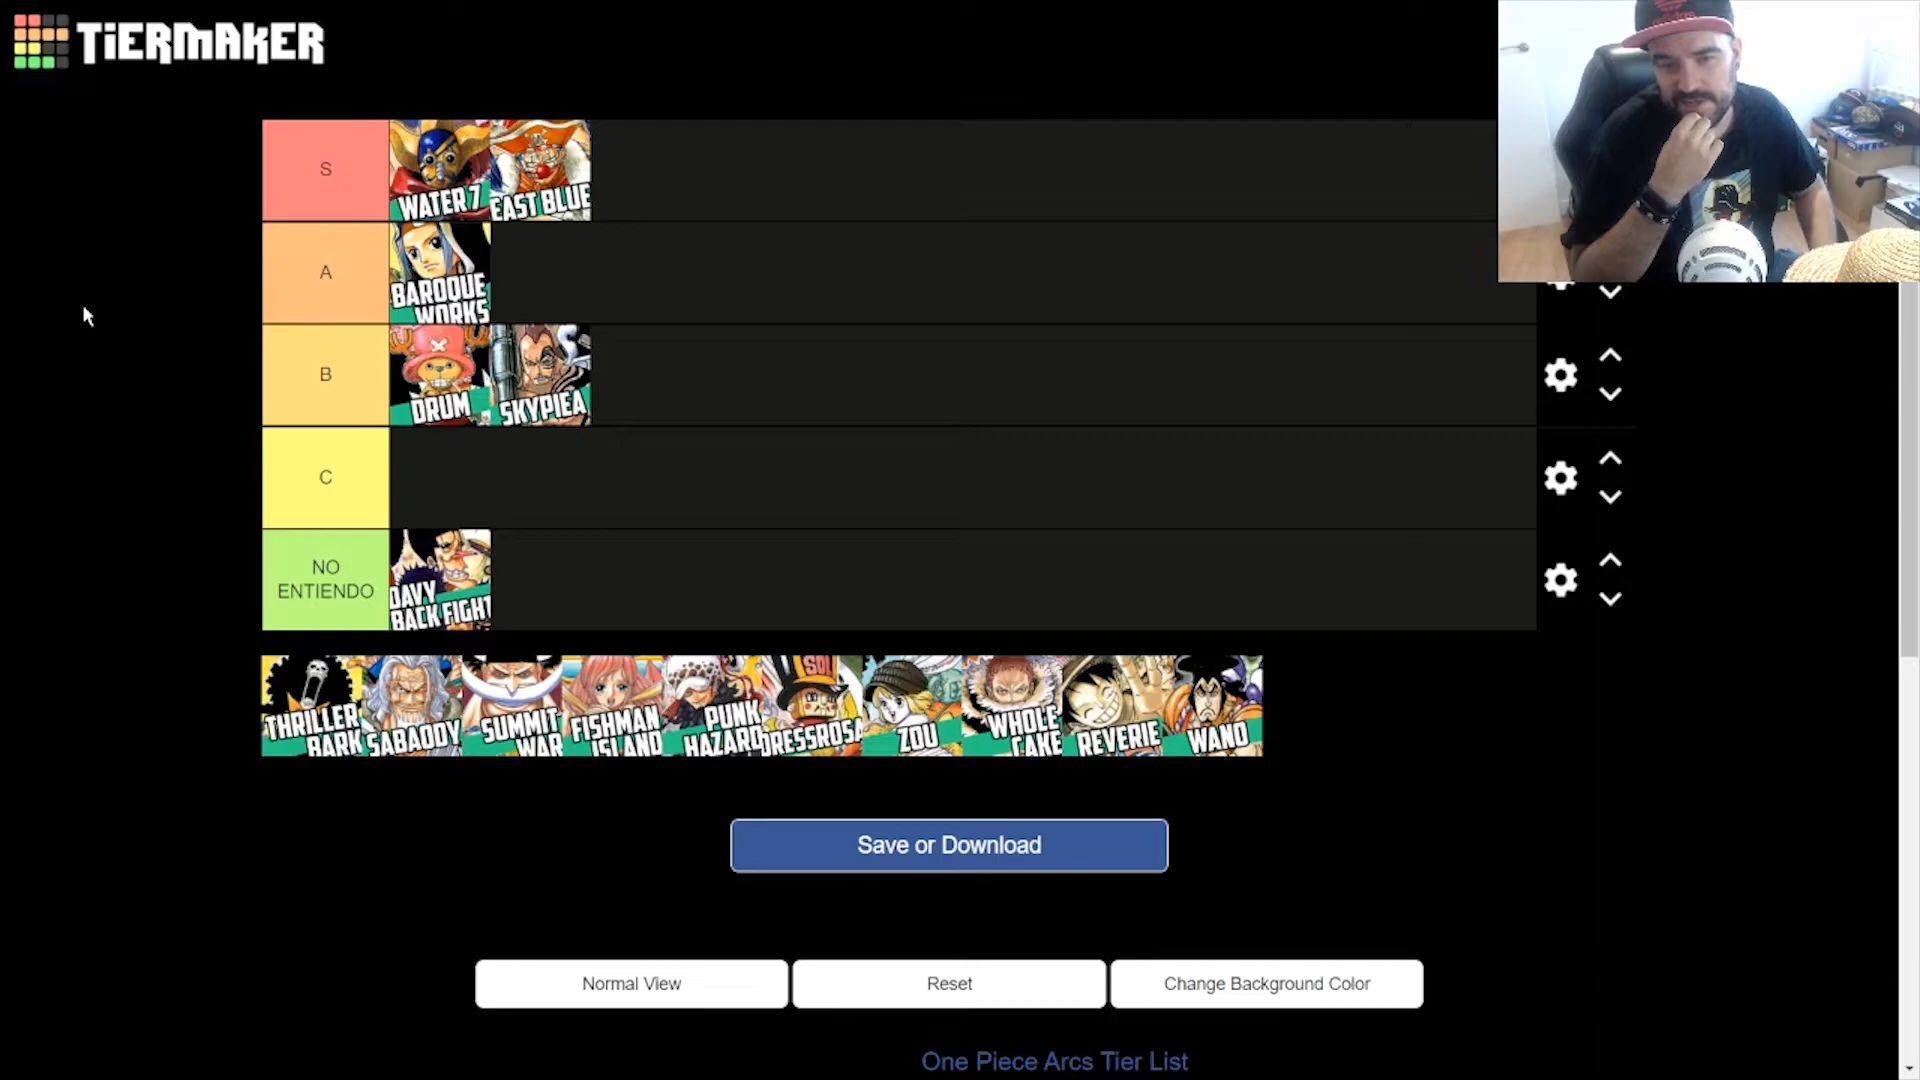 TiERMAKER
S
WATER 7
EAST BLUE
A
BAROQUE
WORKS
B
DRUM
SKYPIEA
C
NO
ENTIENDO
DAVY
BACK FIGHT
THRILLER
BARK
SABAODY
SUMMIT
WAR
FISHMAN
ISLAND
PUNK
HAZARD
DRESSROSA
ZOU
WHOLE
CAKE
REVERIE
WANO
Save or Download
Normal View
Reset
Change Background Color
One Piece Arcs Tier List